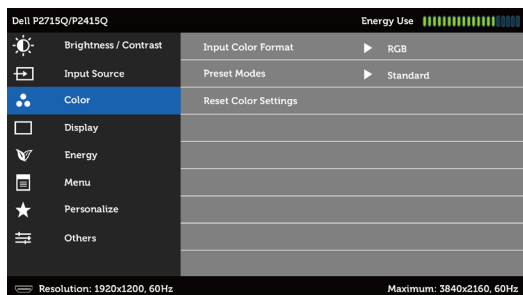 Dell P2715Q/P2415Q Energy Use
Brightness / Contrast Input Color Format RGB
Input Source Preset Modes Standard
Color Reset Color Settings
Display
Energy
Menu
Personalize
Others
Resolution: 1920x1200, 60Hz Maximum: 3840x2160, 60Hz